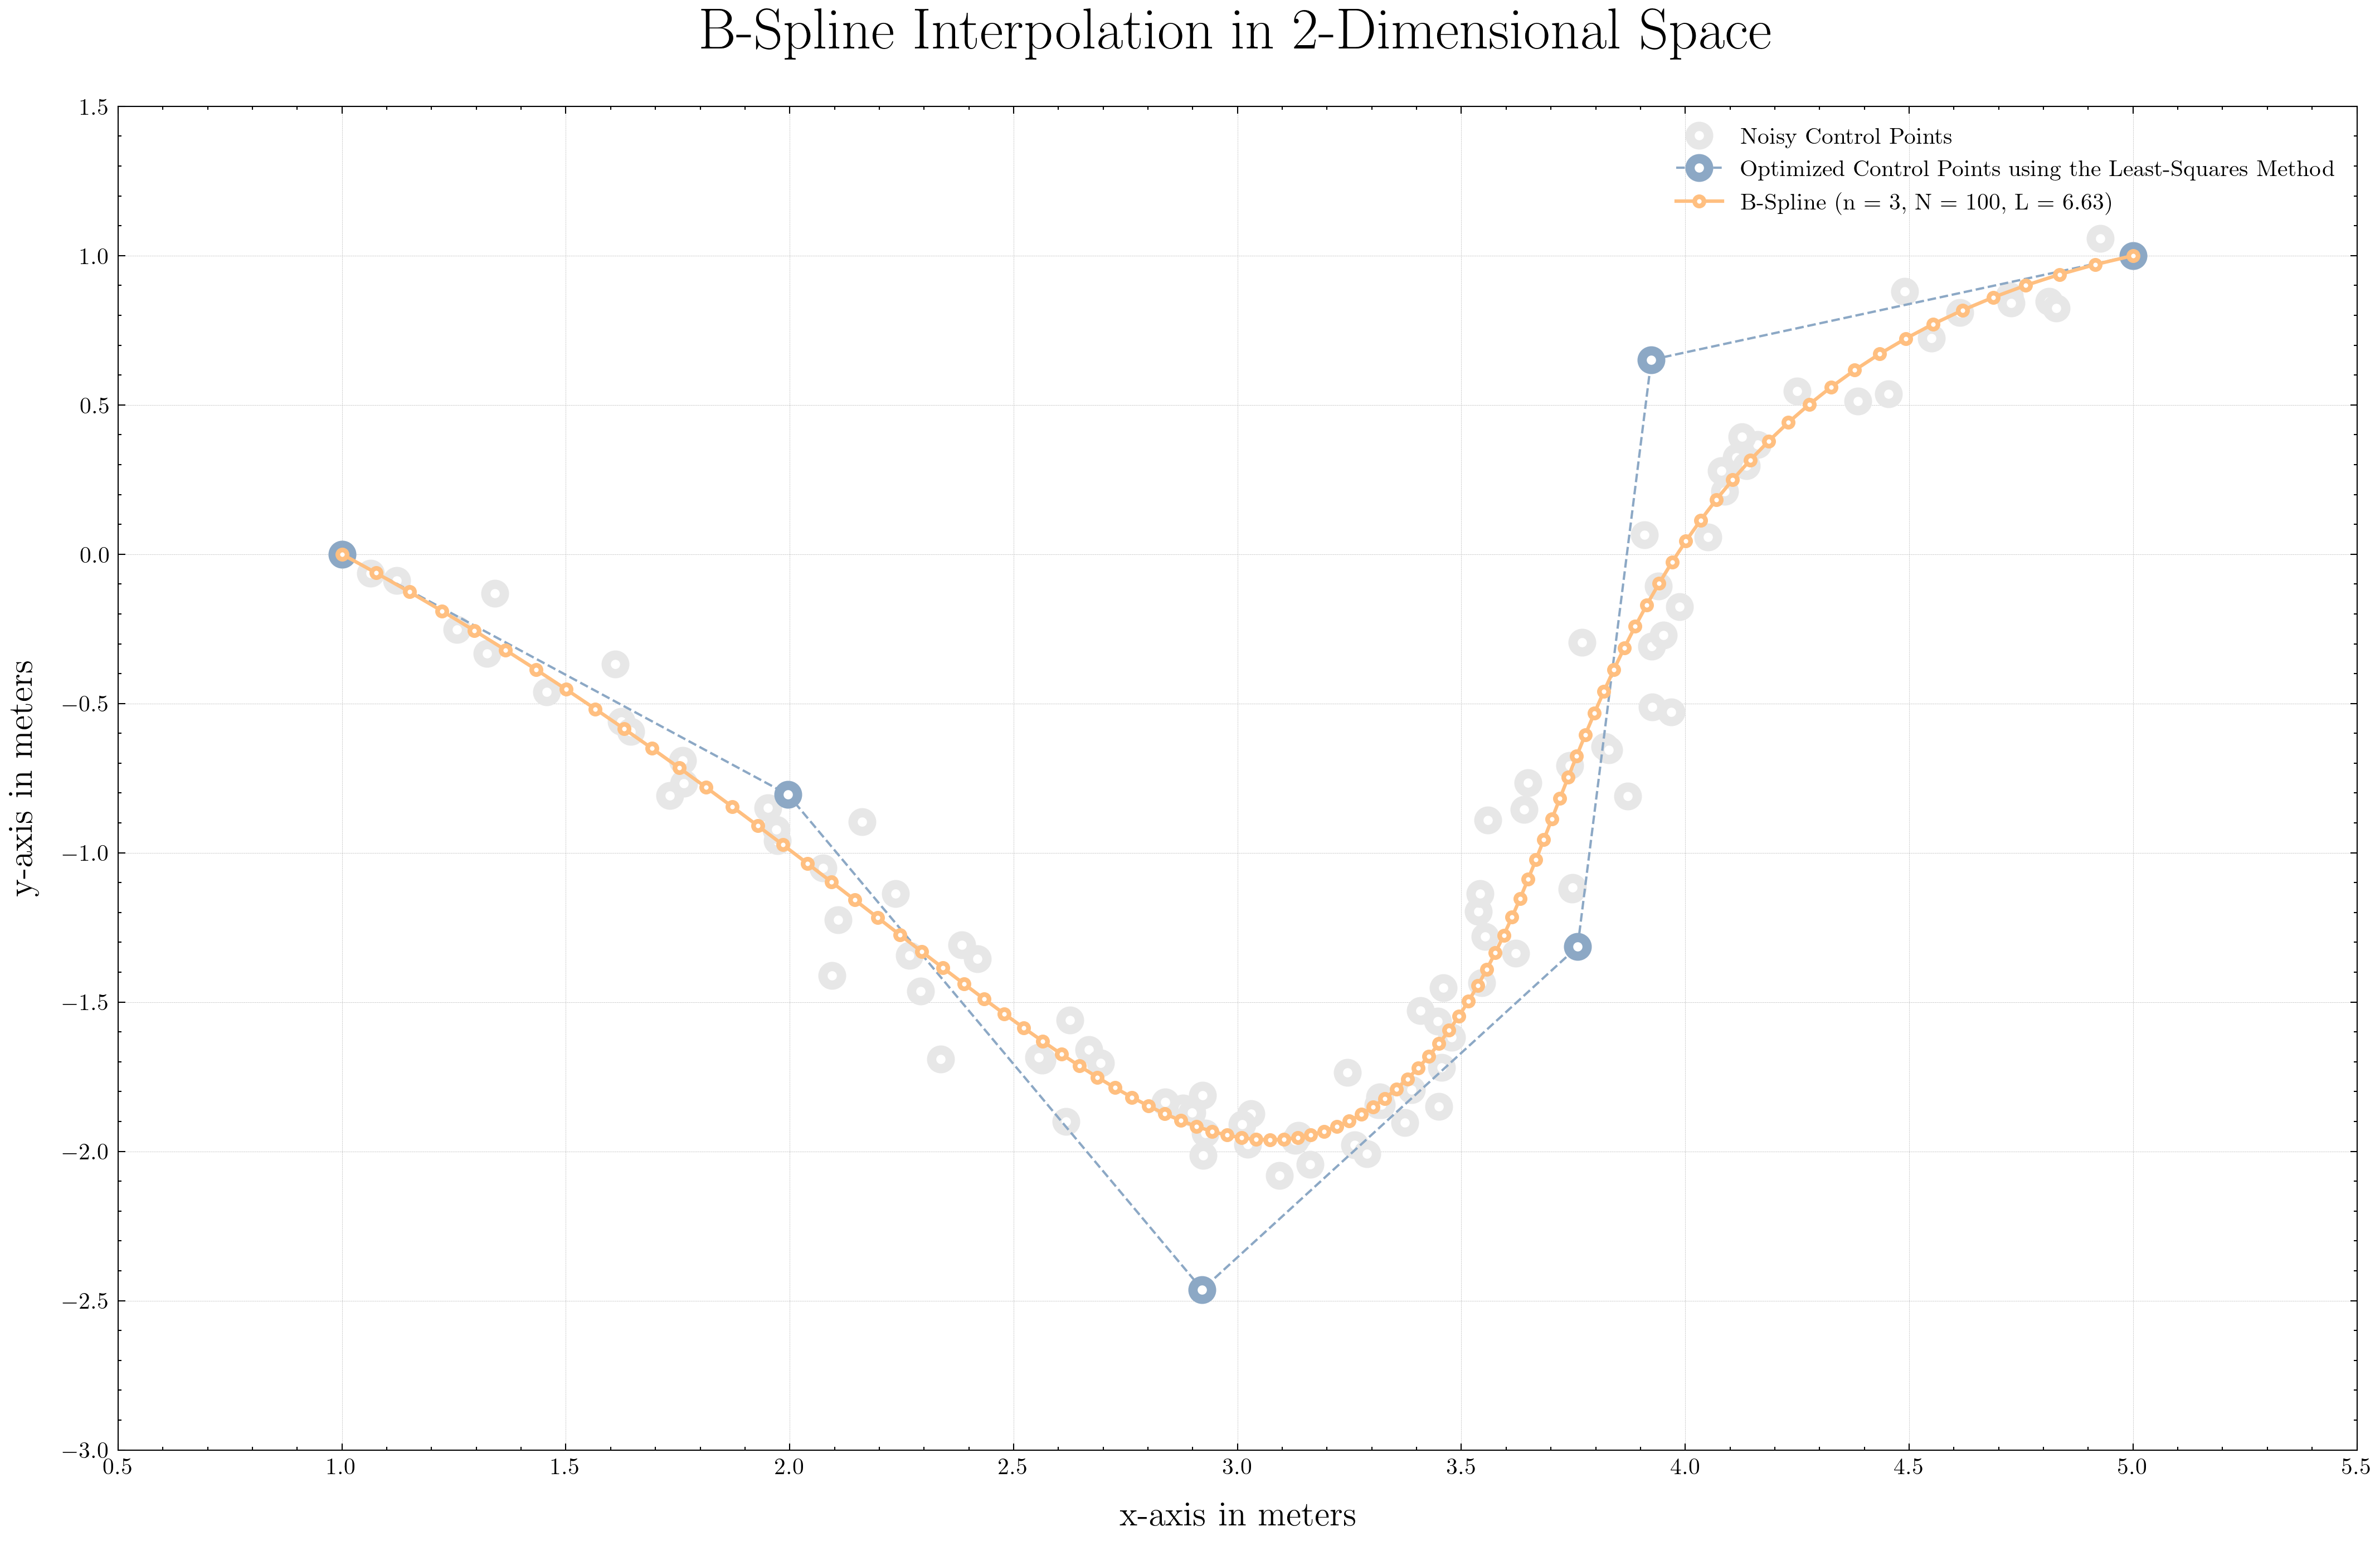 B-Spline Interpolation in 2-Dimensional Space
Noisy Control Points
Optimized Control Points using the Least-Squares Method
B-Spline (n = 3, N = 100, L = 6.63)
y-axis in meters
1.5
1.0
0.5
0.0
−0.5
−1.0
−1.5
−2.0
−2.5
−3.0
0.5 1.0 1.5 2.0 2.5 3.0 3.5 4.0 4.5 5.0 5.5
x-axis in meters